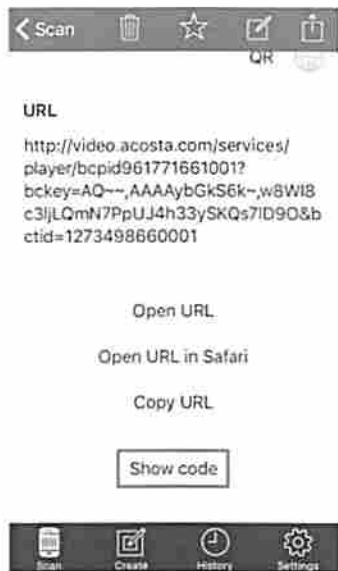 Scan
QR
URL
http://video.acosta.com/services/
player/bcpid961771661001?
bckey=AQ~~,AAAAybGkS6k~,w8WI8
c3ljLQmN7PpUJ4h33ySKQs7lD9O&b
ctid=1273498660001
Open URL
Open URL in Safari
Copy URL
Show code
Scan
Create
History
Settings